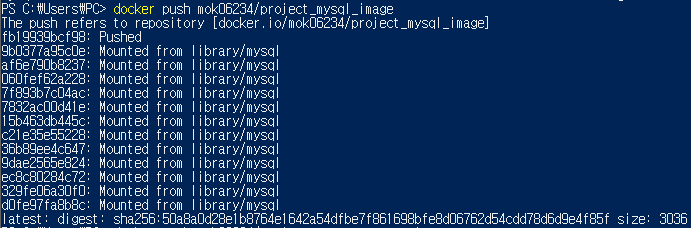 PS C:₩Users₩PC> docker push mok06234/project_mysql_image
The push refers to repository [docker.io/mok06234/project_mysql_image]
fb19939bcf98: Pushed
9b0377a95c0e: Mounted from library/mysql
af6e790b8237: Mounted from library/mysql
060fef62a228: Mounted from library/mysql
7f893b7c04ac: Mounted from library/mysql
7832ac00d41e: Mounted from library/mysql
15b463db445c: Mounted from library/mysql
c21e35e55228: Mounted from library/mysql
36b89ee4c647: Mounted from library/mysql
9dae2565e824: Mounted from library/mysql
ec8c80284c72: Mounted from library/mysql
329fe06a30f0: Mounted from library/mysql
d0fe97fa8b8c: Mounted from library/mysql
latest: digest: sha256:50a8a0d28e1b8764e1642a54dfbe7f861698bfe8d06762d54cdd78d6d9e4f85f size: 3036